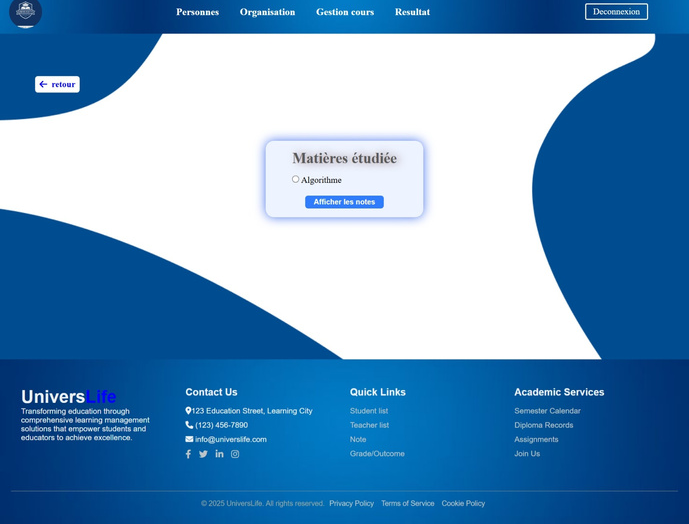 Personnes Organisation Gestion cours Resultat Deconnexion
retour
Matières étudiée
Algorithme
Afficher les notes
UniversLife
Transforming education through
comprehensive learning management
solutions that empower students and
educators to achieve excellence.
Contact Us
123 Education Street, Learning City
(123) 456-7890
info@universlife.com
Quick Links
Student list
Teacher list
Note
Grade/Outcome
Academic Services
Semester Calendar
Diploma Records
Assignments
Join Us
© 2025 UniversLife. All rights reserved. Privacy Policy Terms of Service Cookie Policy